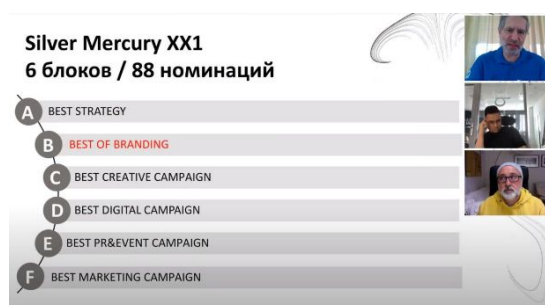 Silver Mercury XX1
6 блоков / 88 номинаций
A BEST STRATEGY
B BEST OF BRANDING
C BEST CREATIVE CAMPAIGN
D BEST DIGITAL CAMPAIGN
E BEST PR&EVENT CAMPAIGN
F BEST MARKETING CAMPAIGN